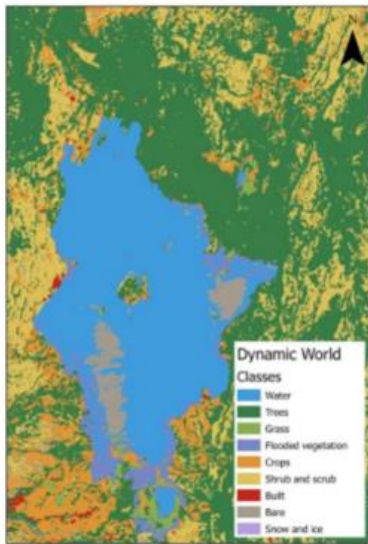 N
Dynamic World
Classes
Water
Trees
Grass
Flooded vegetation
Crops
Shrub and scrub
Built
Bare
Snow and ice